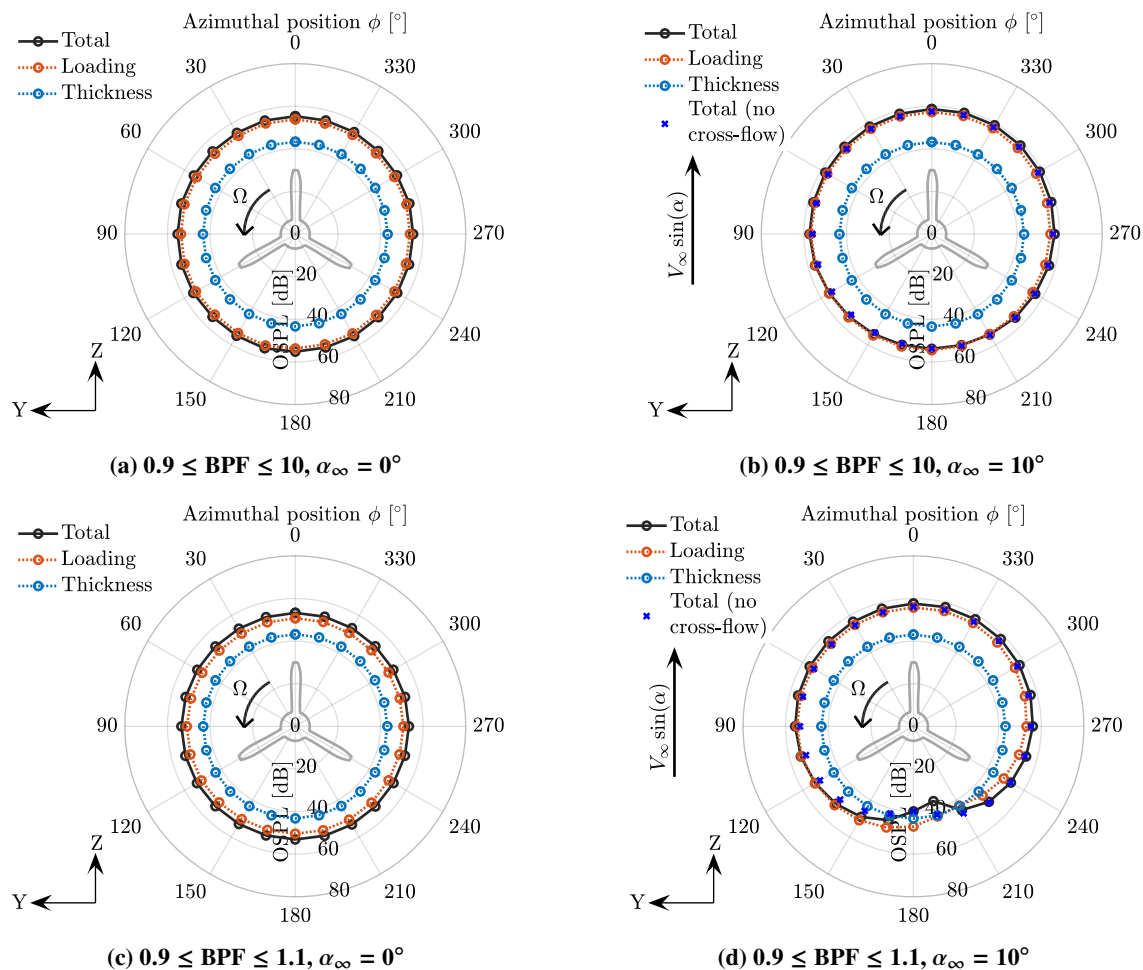 Azimuthal position ϕ [°]
Total
Loading
Thickness
0
30
330
60
300
90
270
120
240
150
210
180
Ω
0
20
40
60
80
OSPL [dB]
Z
Y
(a) 0.9 ≤ BPF ≤ 10, α∞ = 0°
Azimuthal position ϕ [°]
Total
Loading
Thickness
Total (no
cross-flow)
V∞ sin(α)
0
30
330
60
300
90
270
120
240
150
210
180
Ω
0
20
40
60
80
OSPL [dB]
Z
Y
(b) 0.9 ≤ BPF ≤ 10, α∞ = 10°
Azimuthal position ϕ [°]
Total
Loading
Thickness
0
30
330
60
300
90
270
120
240
150
210
180
Ω
0
20
40
60
80
OSPL [dB]
Z
Y
(c) 0.9 ≤ BPF ≤ 1.1, α∞ = 0°
Azimuthal position ϕ [°]
Total
Loading
Thickness
Total (no
cross-flow)
V∞ sin(α)
0
30
330
60
300
90
270
120
240
150
210
180
Ω
0
20
40
60
80
OSPL [dB]
Z
Y
(d) 0.9 ≤ BPF ≤ 1.1, α∞ = 10°